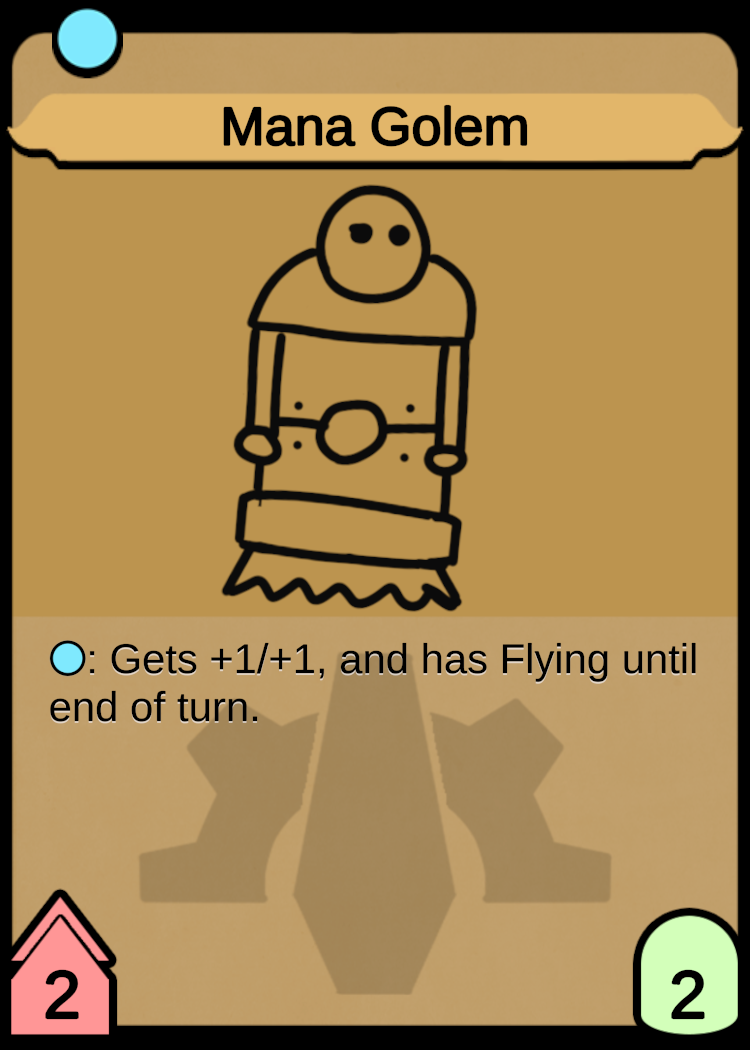 Mana Golem
: Gets +1/+1, and has Flying until
end of turn.
2
2